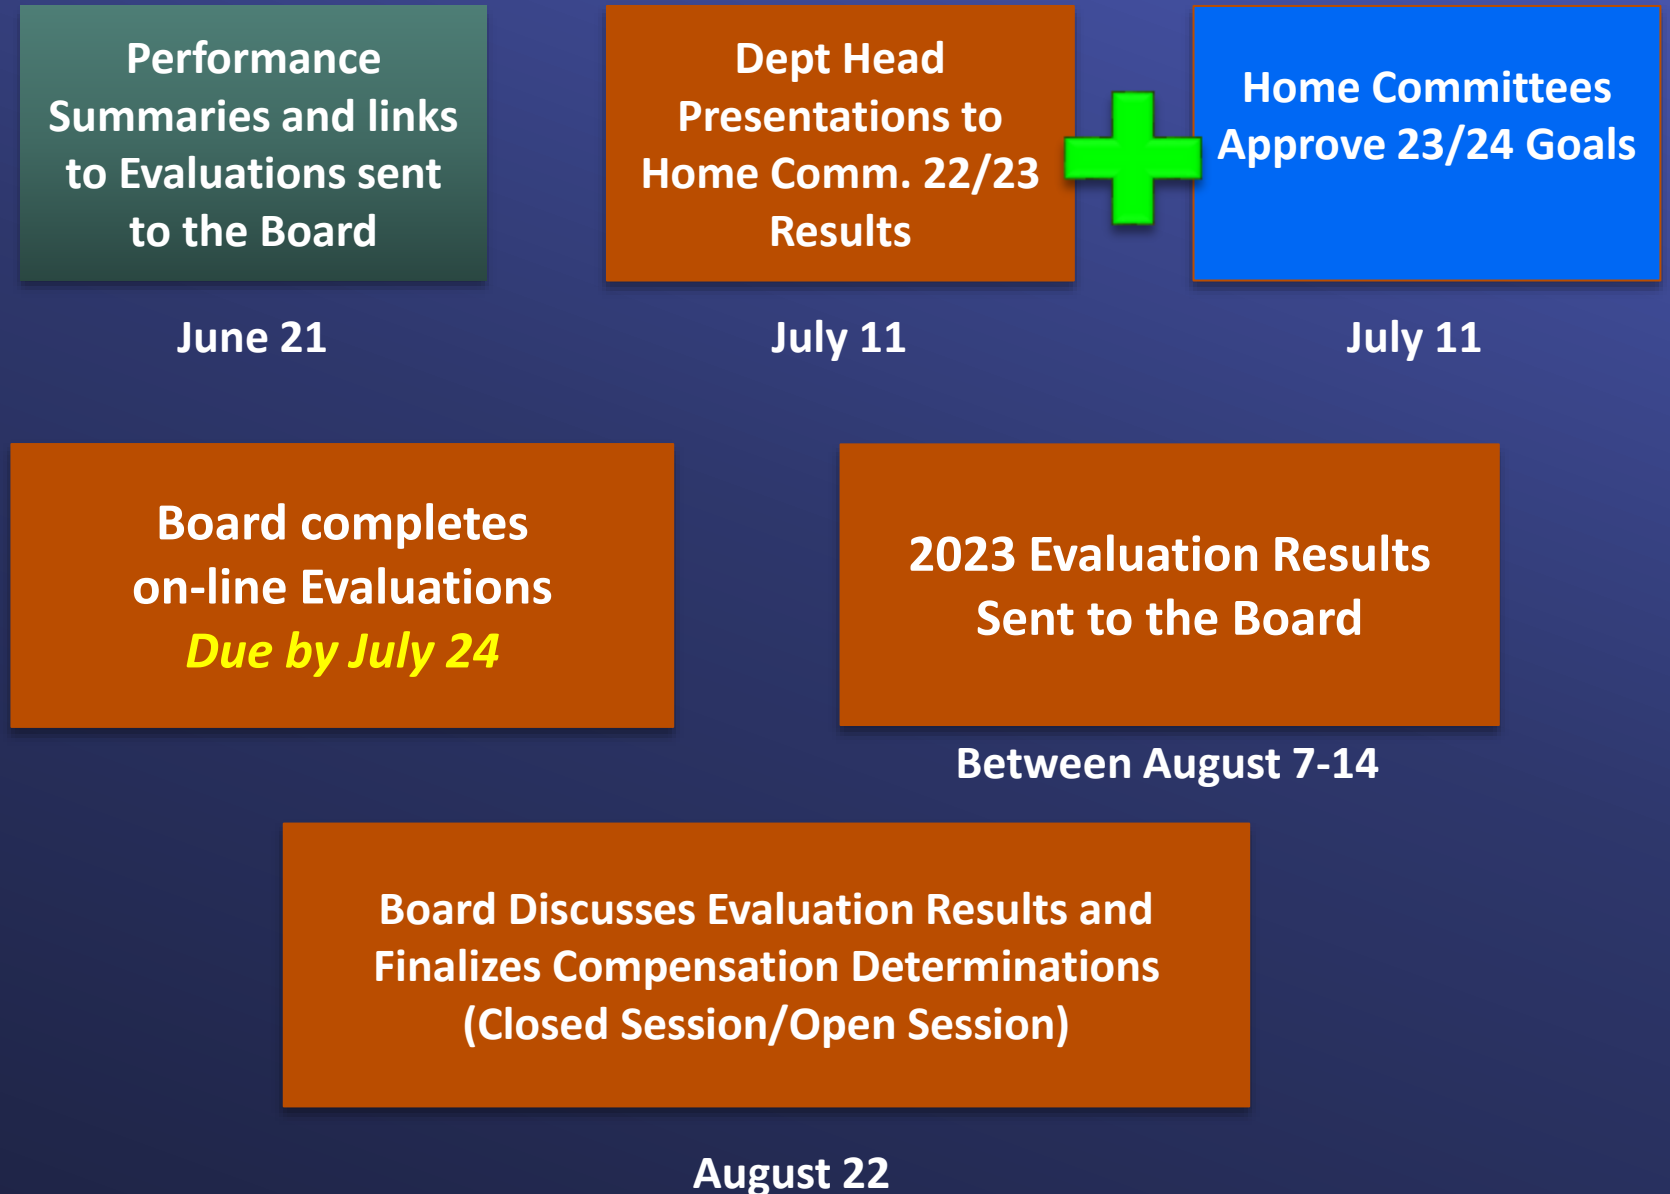 Performance
Summaries and links
to Evaluations sent
to the Board
June 21
Dept Head
Presentations to
Home Comm. 22/23
Results
July 11
Home Committees
Approve 23/24 Goals
July 11
Board completes
on-line Evaluations
Due by July 24
2023 Evaluation Results
Sent to the Board
Between August 7-14
Board Discusses Evaluation Results and
Finalizes Compensation Determinations
(Closed Session/Open Session)
August 22